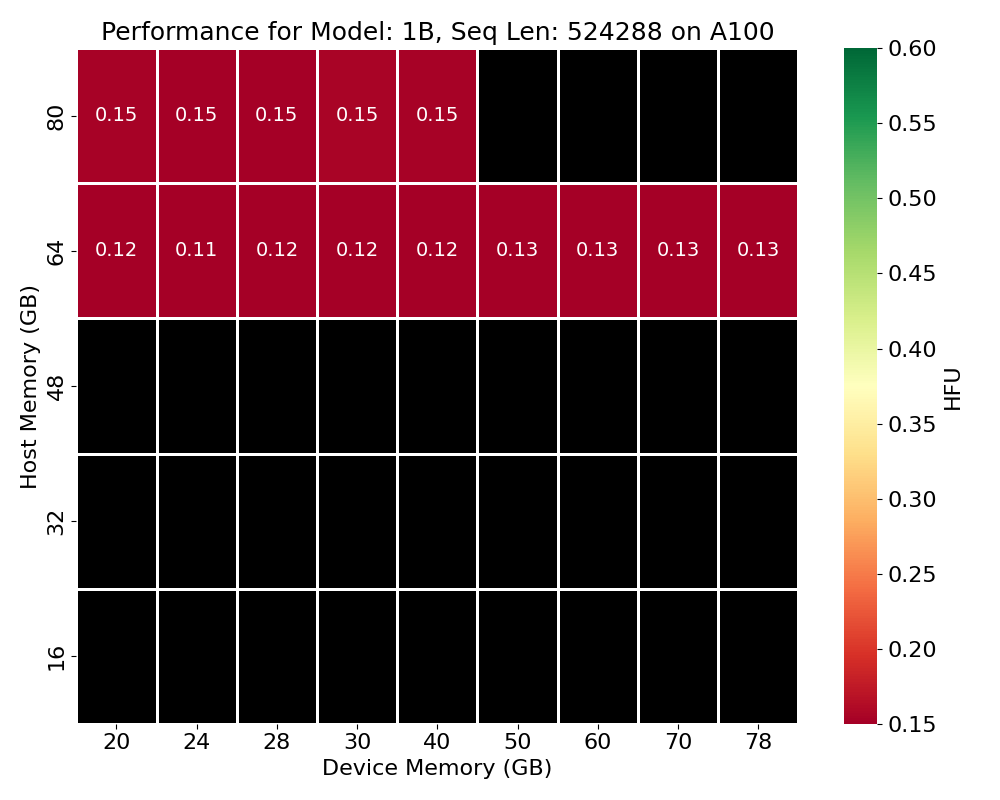 Performance for Model: 1B, Seq Len: 524288 on A100
80
0.15 0.15 0.15 0.15 0.15
64
0.12 0.11 0.12 0.12 0.12 0.13 0.13 0.13 0.13
48
32
16
Host Memory (GB)
20 24 28 30 40 50 60 70 78
Device Memory (GB)
0.60
0.55
0.50
0.45
0.40
0.35
0.30
0.25
0.20
0.15
HFU